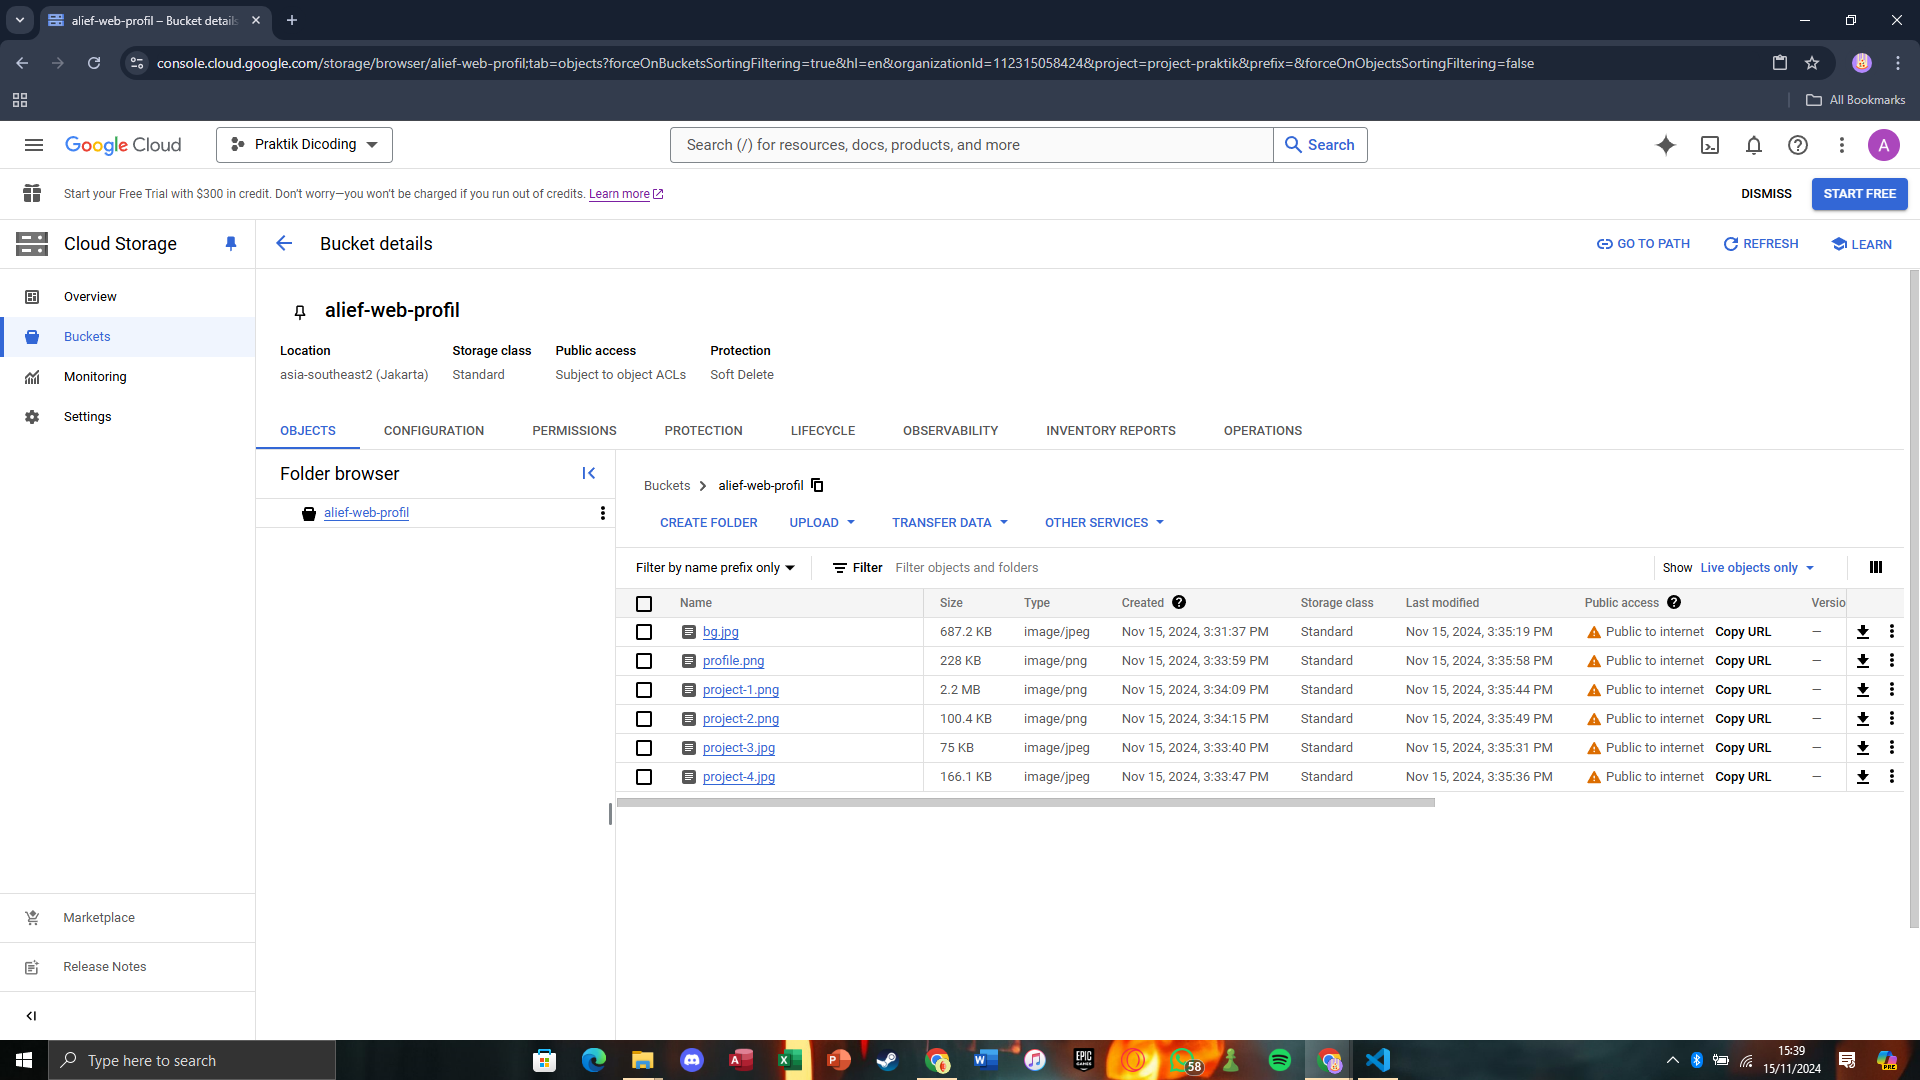 alief-web-profil – Bucket details
console.cloud.google.com/storage/browser/alief-web-profil;tab=objects?forceOnBucketsSortingFiltering=true&hl=en&organizationId=112315058424&project=project-praktik&prefix=&forceOnObjectsSortingFiltering=false
All Bookmarks
Google Cloud Praktik Dicoding Search (/) for resources, docs, products, and more Search A
Start your Free Trial with $300 in credit. Don't worry—you won't be charged if you run out of credits. Learn more DISMISS START FREE
Cloud Storage Bucket details GO TO PATH REFRESH LEARN
Overview
Buckets
Monitoring
Settings
Marketplace
Release Notes
alief-web-profil
Location Storage class Public access Protection
asia-southeast2 (Jakarta) Standard Subject to object ACLs Soft Delete
OBJECTS CONFIGURATION PERMISSIONS PROTECTION LIFECYCLE OBSERVABILITY INVENTORY REPORTS OPERATIONS
Folder browser
alief-web-profil
Buckets alief-web-profil
CREATE FOLDER UPLOAD TRANSFER DATA OTHER SERVICES
Filter by name prefix only Filter Filter objects and folders Show Live objects only
Name Size Type Created Storage class Last modified Public access Versio
bg.jpg 687.2 KB image/jpeg Nov 15, 2024, 3:31:37 PM Standard Nov 15, 2024, 3:35:19 PM Public to internet Copy URL —
profile.png 228 KB image/png Nov 15, 2024, 3:33:59 PM Standard Nov 15, 2024, 3:35:58 PM Public to internet Copy URL —
project-1.png 2.2 MB image/png Nov 15, 2024, 3:34:09 PM Standard Nov 15, 2024, 3:35:44 PM Public to internet Copy URL —
project-2.png 100.4 KB image/png Nov 15, 2024, 3:34:15 PM Standard Nov 15, 2024, 3:35:49 PM Public to internet Copy URL —
project-3.jpg 75 KB image/jpeg Nov 15, 2024, 3:33:40 PM Standard Nov 15, 2024, 3:35:31 PM Public to internet Copy URL —
project-4.jpg 166.1 KB image/jpeg Nov 15, 2024, 3:33:47 PM Standard Nov 15, 2024, 3:35:36 PM Public to internet Copy URL —
Type here to search
EPIC GAMES
58
15:39
15/11/2024
PRE